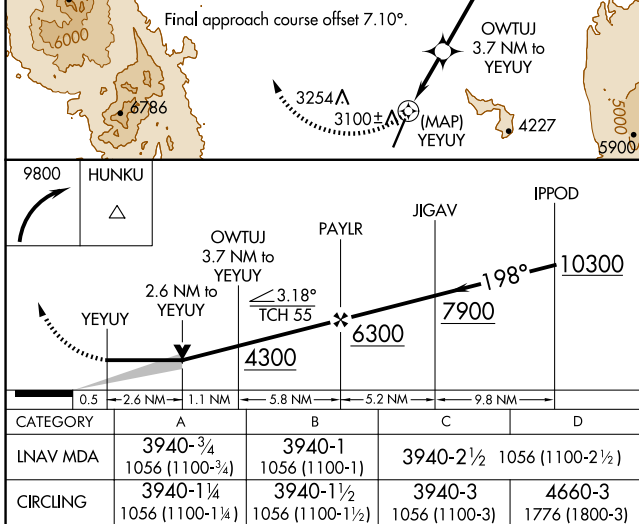 Final approach course offset 7.10°.
6000
6786
OWTUJ
3.7 NM to
YEYUY
3254
3100±
(MAP)
YEYUY
4227
5000
5900
9800
HUNKU
IPPOD
JIGAV
PAYLR
OWTUJ
3.7 NM to
YEYUY
2.6 NM to
YEYUY
YEYUY
3.18°
TCH 55
198°
10300
7900
6300
4300
0.5 2.6 NM 1.1 NM 5.8 NM 5.2 NM 9.8 NM
CATEGORY A B C D
LNAV MDA 3940-¾ 3940-1 3940-2½ 1056 (1100-2½)
1056 (1100-¾) 1056 (1100-1)
CIRCLING 3940-1¼ 3940-1½ 3940-3 4660-3
1056 (1100-1¼) 1056 (1100-1½) 1056 (1100-3) 1776 (1800-3)